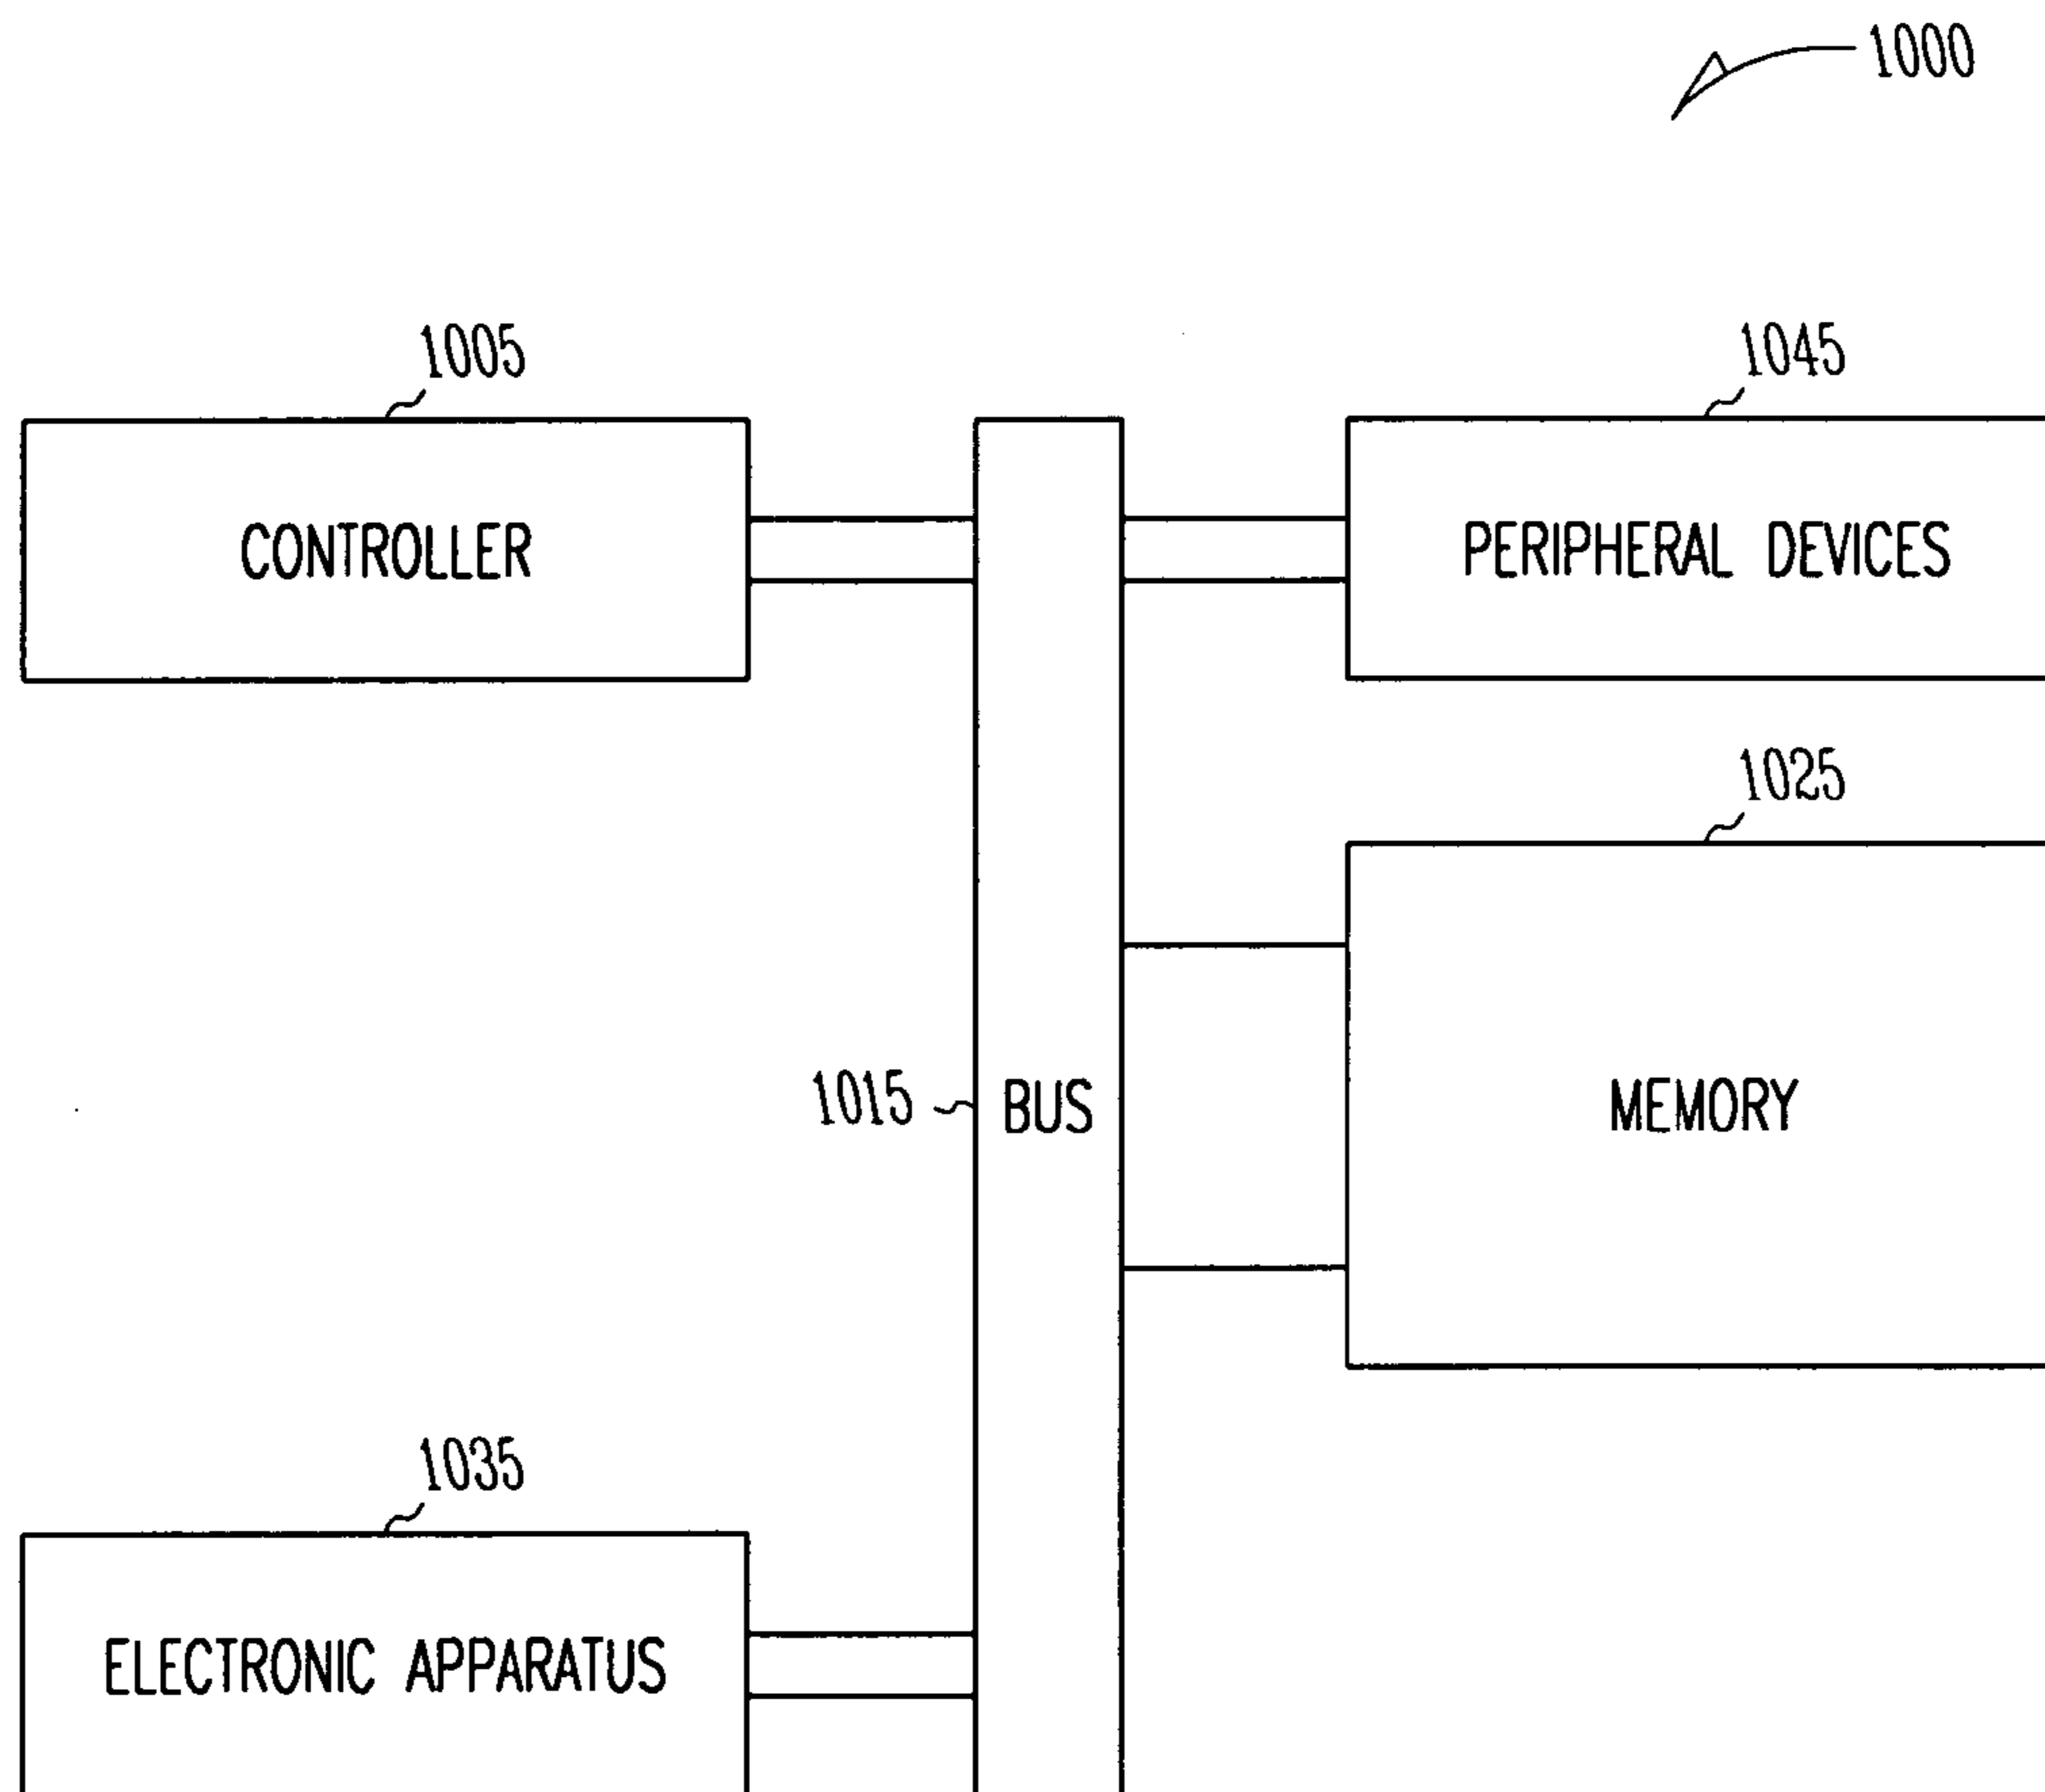 1000
1005
1045
CONTROLLER
PERIPHERAL DEVICES
1025
1015
BUS
MEMORY
1035
ELECTRONIC APPARATUS